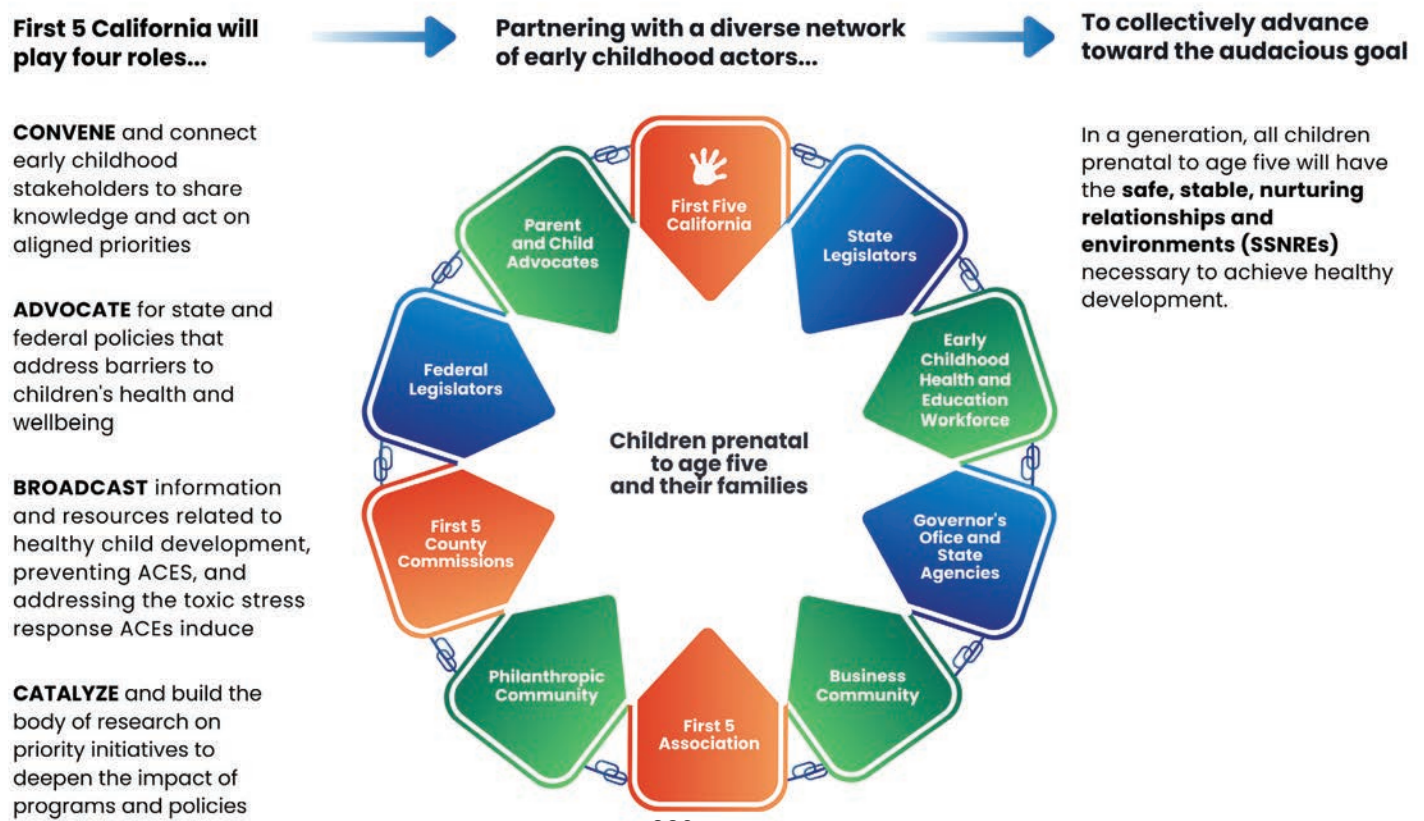 First 5 California will
play four roles...
CONVENE and connect
early childhood
stakeholders to share
knowledge and act on
aligned priorities
ADVOCATE for state and
federal policies that
address barriers to
children's health and
wellbeing
BROADCAST information
and resources related to
healthy child development,
preventing ACES, and
addressing the toxic stress
response ACEs induce
CATALYZE and build the
body of research on
priority initiatives to
deepen the impact of
programs and policies
Partnering with a diverse network
of early childhood actors...
First Five
California
State
Legislators
Early
Childhood
Health and
Education
Workforce
Governor's
Ofice and
State
Agencies
Business
Community
First 5
Association
Philanthropic
Community
First 5
County
Commissions
Federal
Legislators
Parent
and Child
Advocates
Children prenatal
to age five
and their families
To collectively advance
toward the audacious goal
In a generation, all children
prenatal to age five will have
the safe, stable, nurturing
relationships and
environments (SSNREs)
necessary to achieve healthy
development.